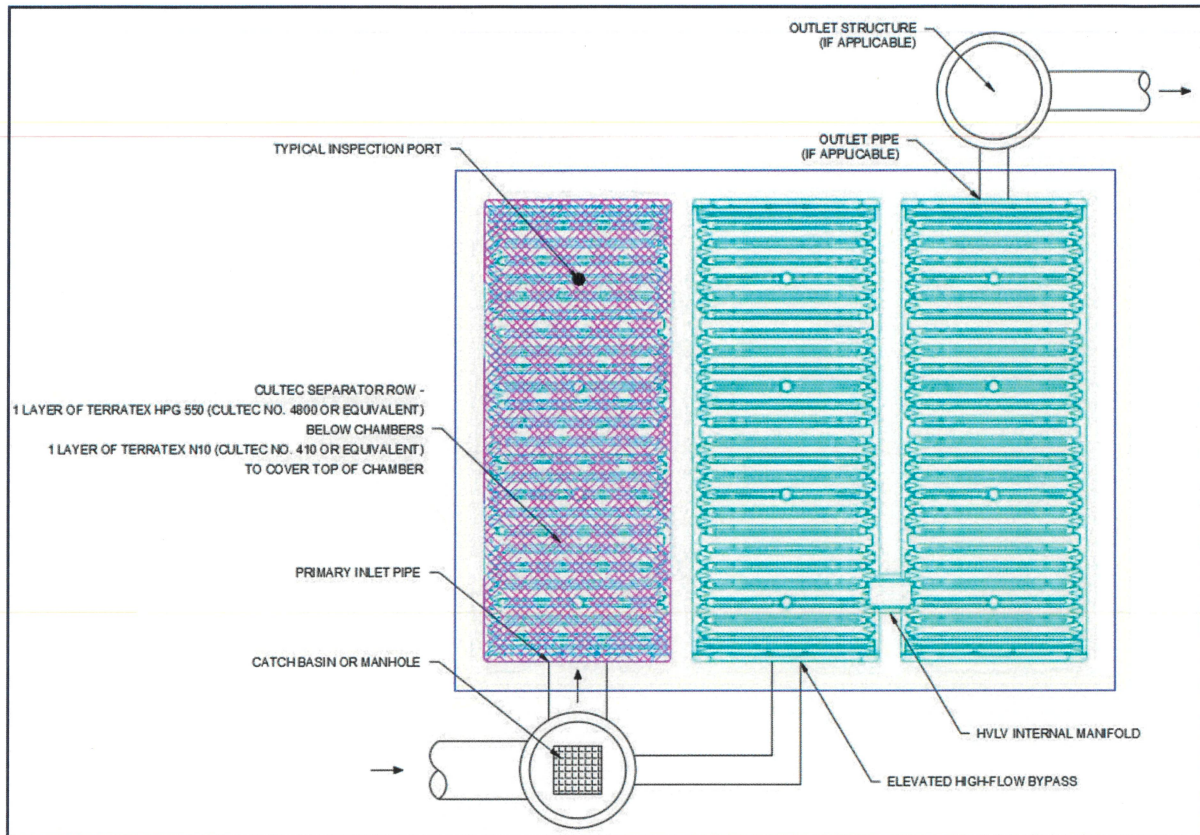 OUTLET STRUCTURE
(IF APPLICABLE)
TYPICAL INSPECTION PORT
OUTLET PIPE
(IF APPLICABLE)
CULTEC SEPARATOR ROW -
1 LAYER OF TERRATEX HPG 550 (CULTEC NO. 4800 OR EQUIVALENT)
BELOW CHAMBERS
1 LAYER OF TERRATEX N10 (CULTEC NO. 410 OR EQUIVALENT)
TO COVER TOP OF CHAMBER
PRIMARY INLET PIPE
CATCH BASIN OR MANHOLE
HVLV INTERNAL MANIFOLD
ELEVATED HIGH-FLOW BYPASS